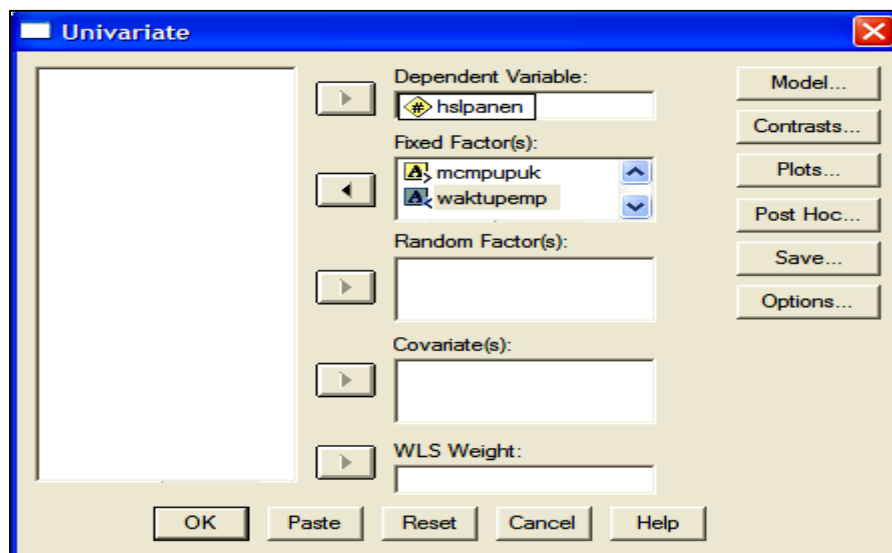 Univariate
Dependent Variable:
hslpanen
Fixed Factor(s):
mcmpupuk
waktupemp
Random Factor(s):
Covariate(s):
WLS Weight:
Model...
Contrasts...
Plots...
Post Hoc...
Save...
Options...
OK
Paste
Reset
Cancel
Help